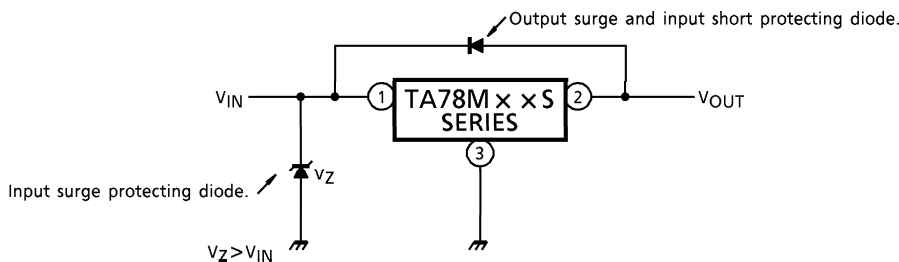 Output surge and input short protecting diode.
VIN
1
TA78M××S
SERIES
2
VOUT
3
VZ
Input surge protecting diode.
VZ>VIN